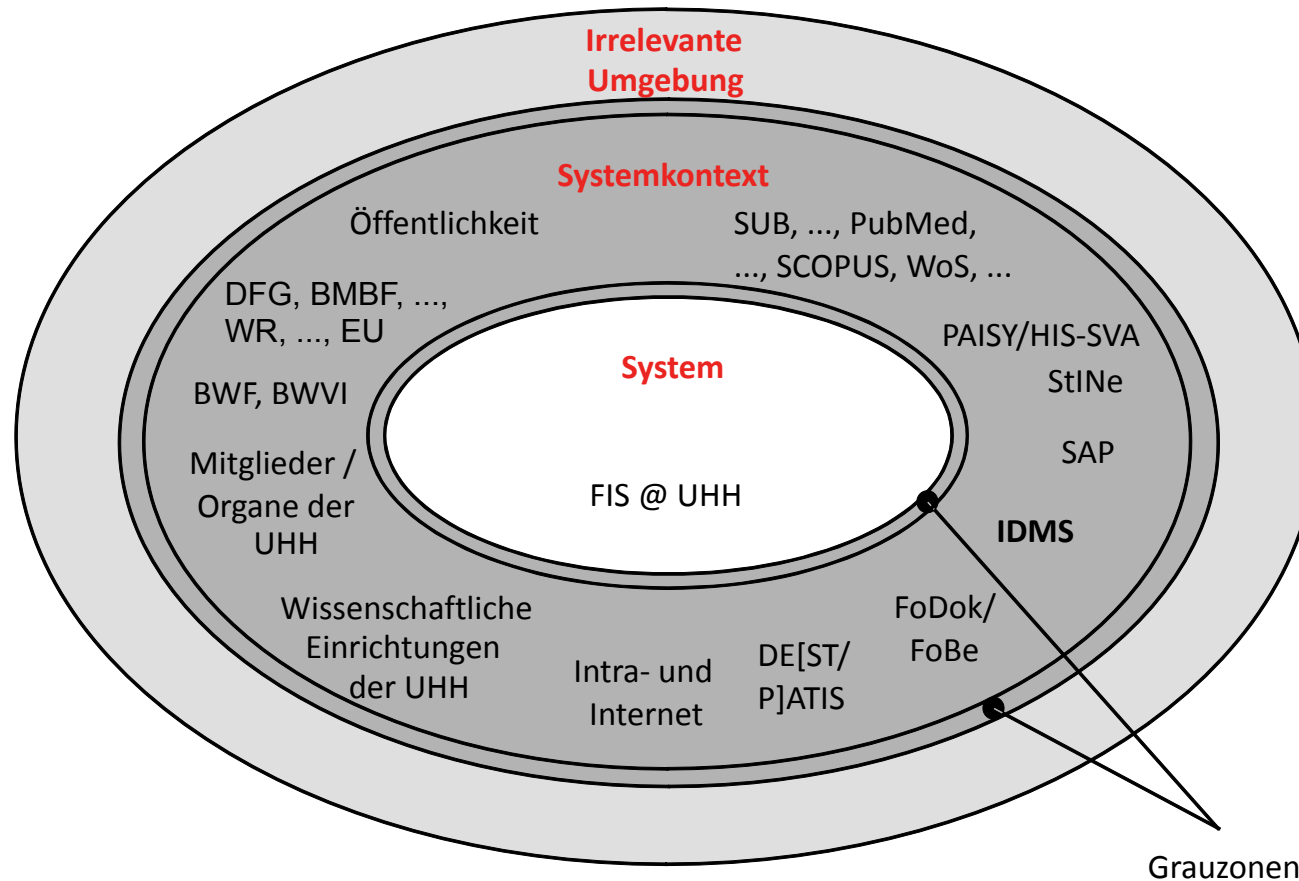 Irrelevante
Umgebung
Systemkontext
Öffentlichkeit
SUB, ..., PubMed,
..., SCOPUS, WoS, ...
DFG, BMBF, ...,
WR, ..., EU
PAISY/HIS-SVA
StINe
System
BWF, BWVI
SAP
Mitglieder /
Organe der
UHH
FIS @ UHH
IDMS
Wissenschaftliche
Einrichtungen
der UHH
Intra- und
Internet
DE[ST/
P]ATIS
FoDok/
FoBe
Grauzonen